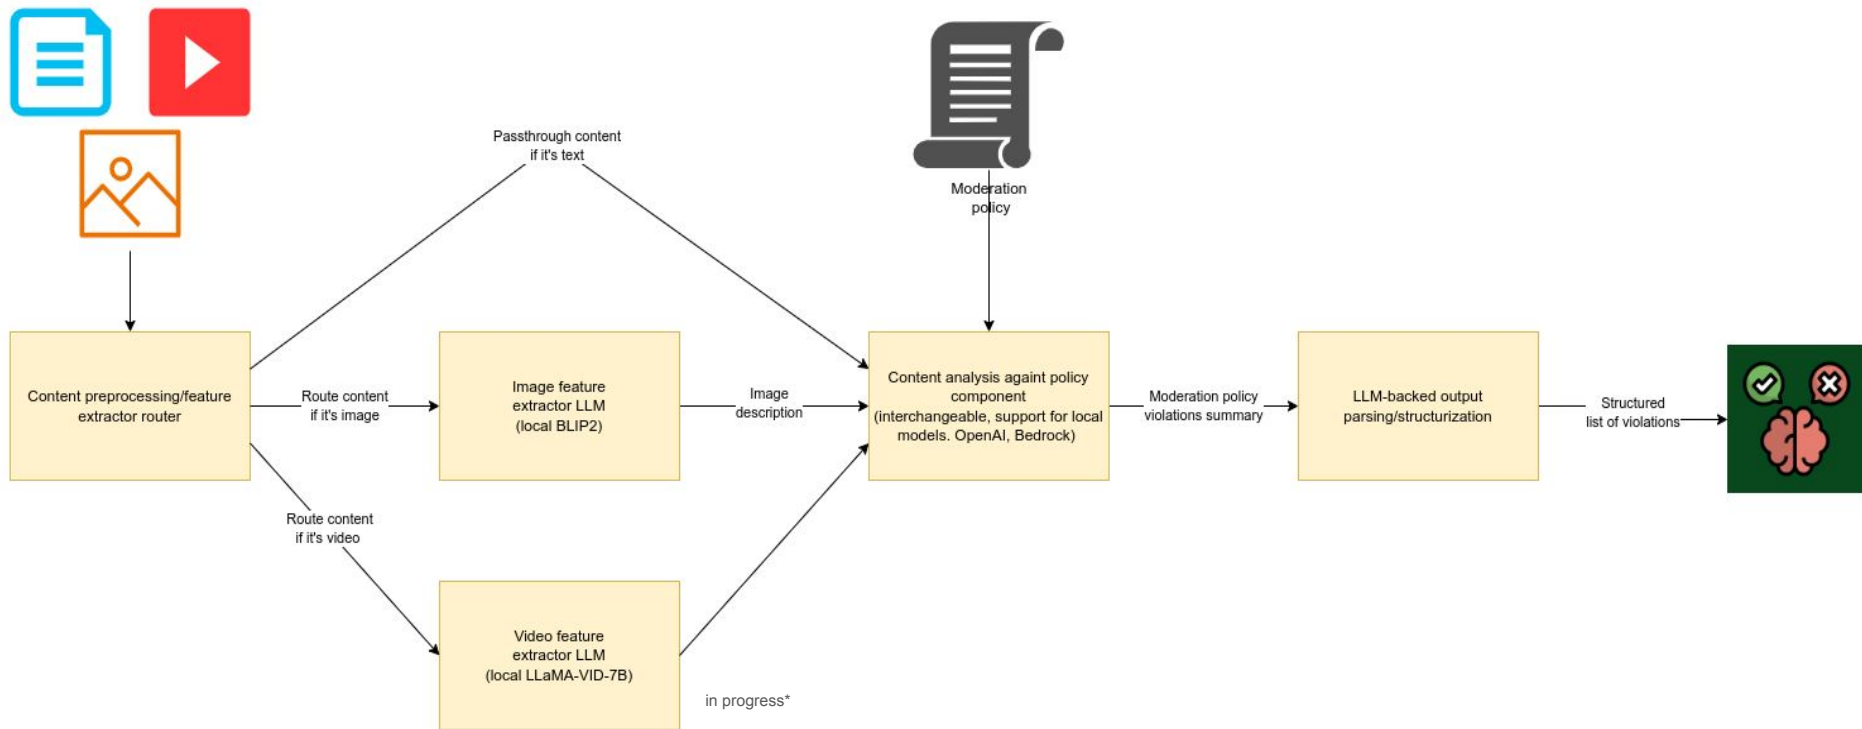 Passthrough content
if it's text
Moderation
policy
Content preprocessing/feature
extractor router
Route content
if it's image
Image feature
extractor LLM
(local BLIP2)
Image
description
Content analysis againt policy
component
(interchangeable, support for local
models. OpenAI, Bedrock)
Moderation policy
violations summary
LLM-backed output
parsing/structurization
Structured
list of violations
Route content
if it's video
Video feature
extractor LLM
(local LLaMA-VID-7B)
in progress*